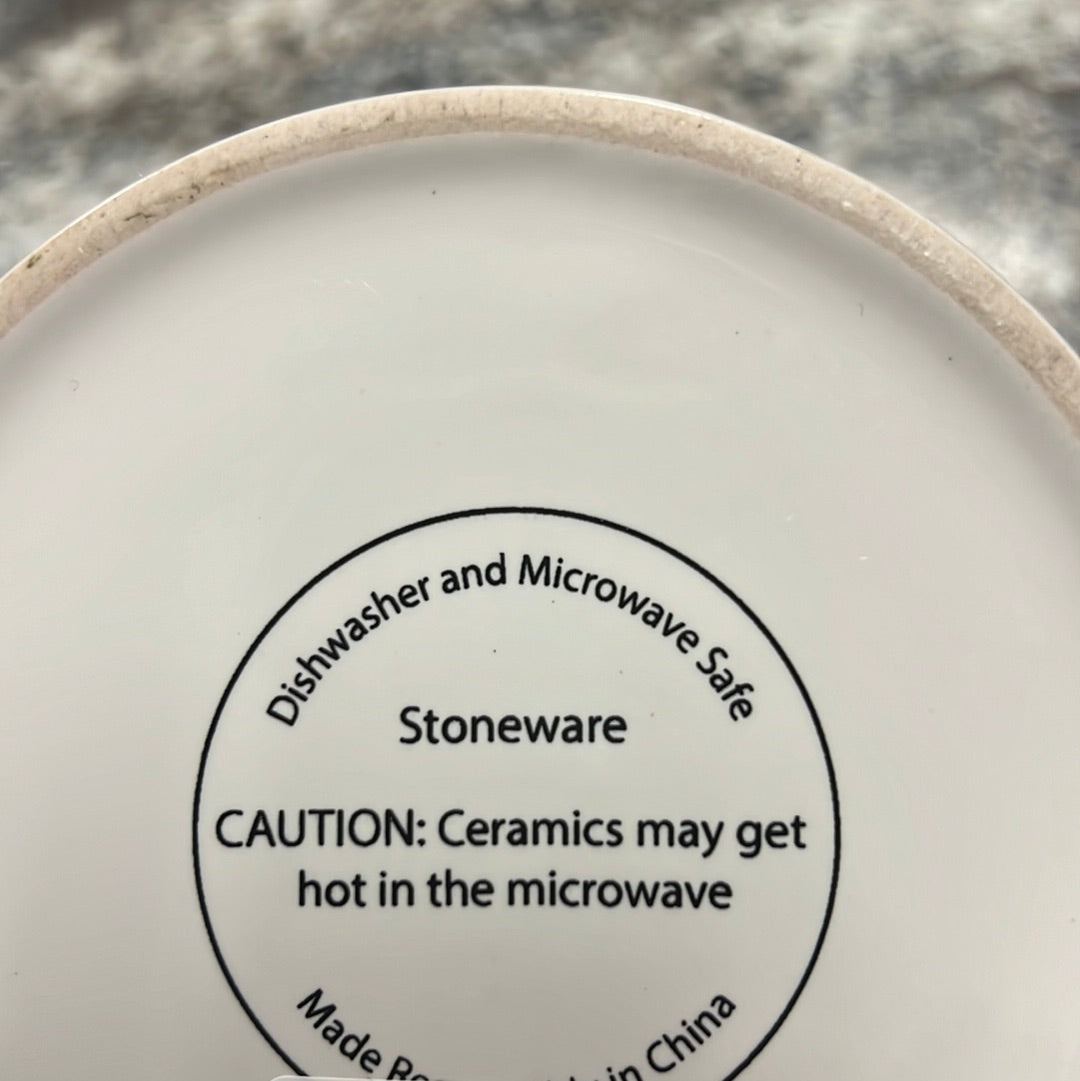 Dishwasher and Microwave Safe
Stoneware
CAUTION: Ceramics may get
hot in the microwave
Made in China